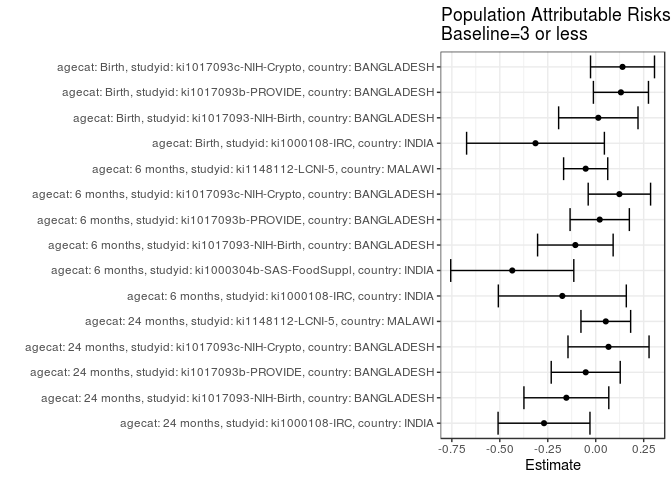 Population Attributable Risks
Baseline=3 or less
agecat: Birth, studyid: ki1017093c-NIH-Crypto, country: BANGLADESH
agecat: Birth, studyid: ki1017093b-PROVIDE, country: BANGLADESH
agecat: Birth, studyid: ki1017093-NIH-Birth, country: BANGLADESH
agecat: Birth, studyid: ki1000108-IRC, country: INDIA
agecat: 6 months, studyid: ki1148112-LCNI-5, country: MALAWI
agecat: 6 months, studyid: ki1017093c-NIH-Crypto, country: BANGLADESH
agecat: 6 months, studyid: ki1017093b-PROVIDE, country: BANGLADESH
agecat: 6 months, studyid: ki1017093-NIH-Birth, country: BANGLADESH
agecat: 6 months, studyid: ki1000304b-SAS-FoodSuppl, country: INDIA
agecat: 6 months, studyid: ki1000108-IRC, country: INDIA
agecat: 24 months, studyid: ki1148112-LCNI-5, country: MALAWI
agecat: 24 months, studyid: ki1017093c-NIH-Crypto, country: BANGLADESH
agecat: 24 months, studyid: ki1017093b-PROVIDE, country: BANGLADESH
agecat: 24 months, studyid: ki1017093-NIH-Birth, country: BANGLADESH
agecat: 24 months, studyid: ki1000108-IRC, country: INDIA
-0.75 -0.50 -0.25 0.00 0.25
Estimate